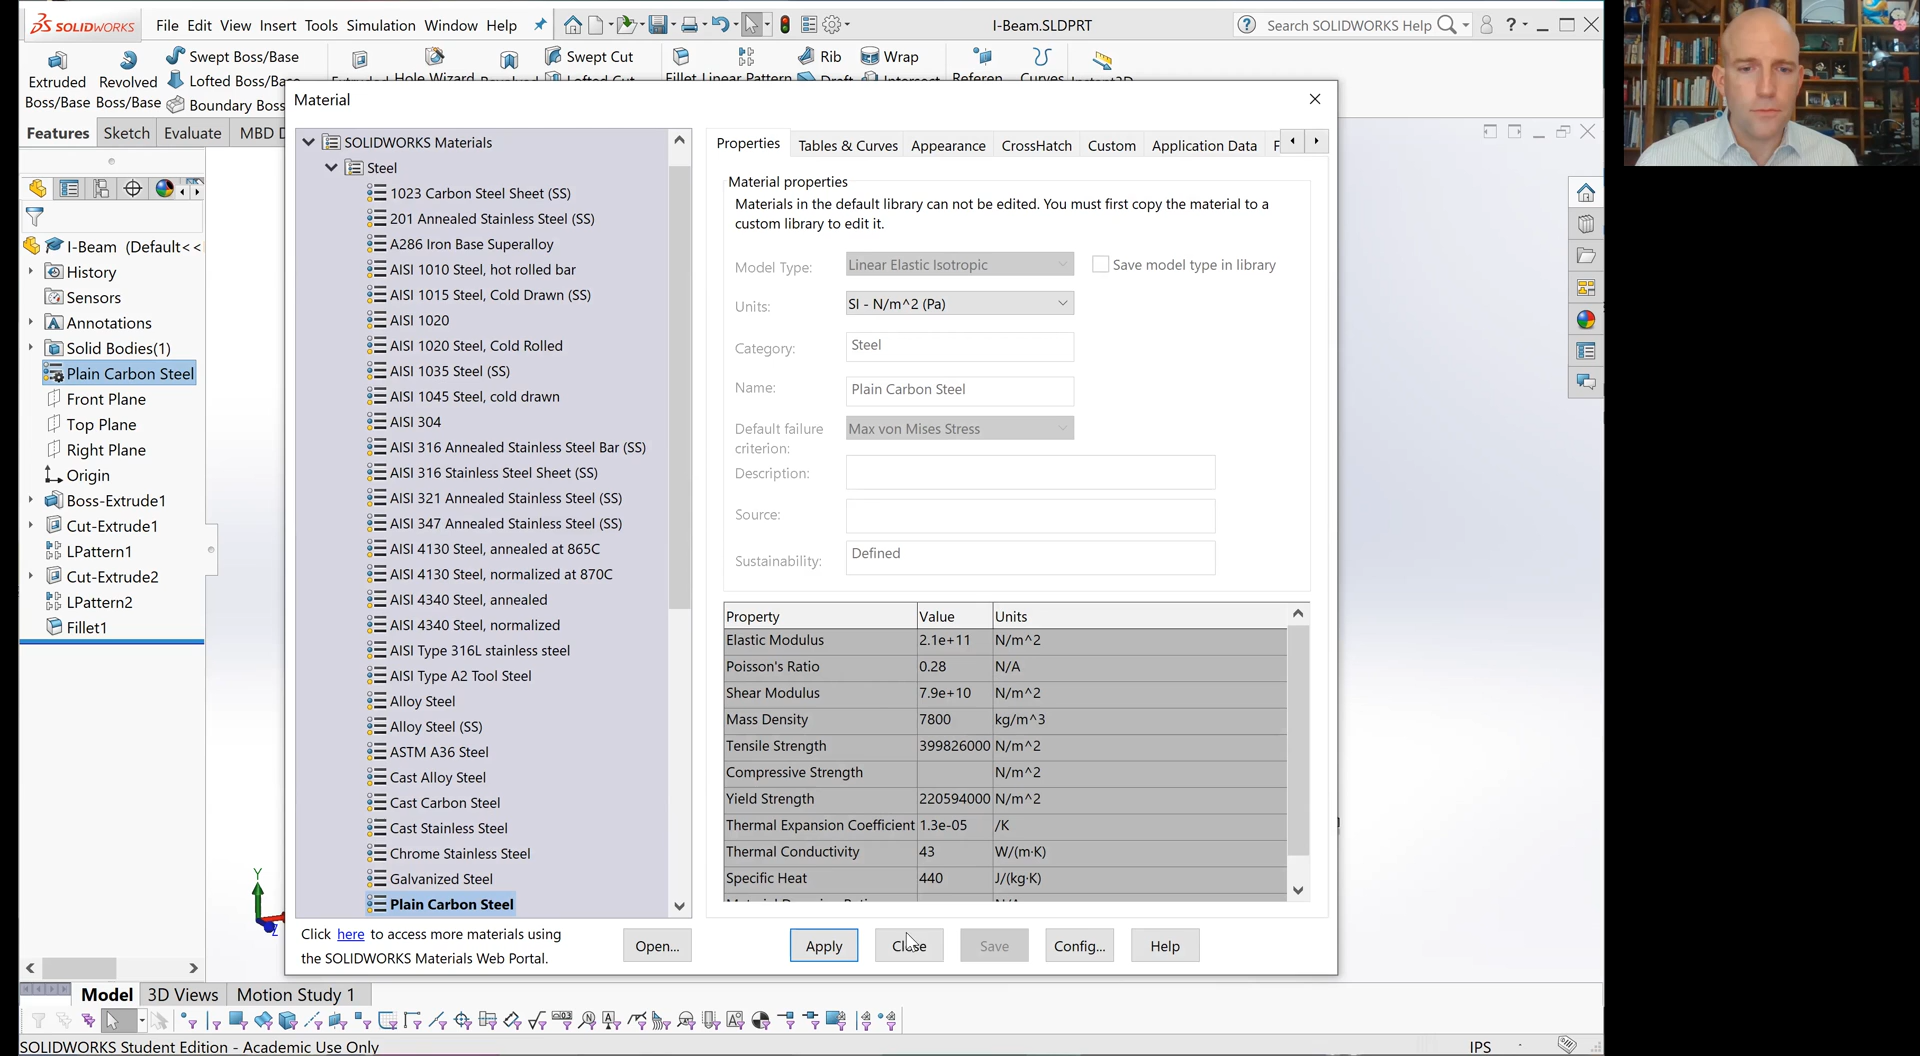 SOLIDWORKS
File Edit View Insert Tools Simulation Window Help
I-Beam.SLDPRT
Search SOLIDWORKS Help
Extruded Boss/Base
Revolved Boss/Base
Swept Boss/Base
Lofted Boss/Base
Boundary Boss
Hole Wizard
Swept Cut
Lofted Cut
Fillet
Linear Pattern
Rib
Draft
Wrap
Intersect
Referen
Curves
Features Sketch Evaluate MBD D
I-Beam (Default<<
History
Sensors
Annotations
Solid Bodies(1)
Plain Carbon Steel
Front Plane
Top Plane
Right Plane
Origin
Boss-Extrude1
Cut-Extrude1
LPattern1
Cut-Extrude2
LPattern2
Fillet1
Material
SOLIDWORKS Materials
Steel
1023 Carbon Steel Sheet (SS)
201 Annealed Stainless Steel (SS)
A286 Iron Base Superalloy
AISI 1010 Steel, hot rolled bar
AISI 1015 Steel, Cold Drawn (SS)
AISI 1020
AISI 1020 Steel, Cold Rolled
AISI 1035 Steel (SS)
AISI 1045 Steel, cold drawn
AISI 304
AISI 316 Annealed Stainless Steel Bar (SS)
AISI 316 Stainless Steel Sheet (SS)
AISI 321 Annealed Stainless Steel (SS)
AISI 347 Annealed Stainless Steel (SS)
AISI 4130 Steel, annealed at 865C
AISI 4130 Steel, normalized at 870C
AISI 4340 Steel, annealed
AISI 4340 Steel, normalized
AISI Type 316L stainless steel
AISI Type A2 Tool Steel
Alloy Steel
Alloy Steel (SS)
ASTM A36 Steel
Cast Alloy Steel
Cast Carbon Steel
Cast Stainless Steel
Chrome Stainless Steel
Galvanized Steel
Plain Carbon Steel
Click here to access more materials using
the SOLIDWORKS Materials Web Portal.
Open...
Properties Tables & Curves Appearance CrossHatch Custom Application Data F
Material properties
Materials in the default library can not be edited. You must first copy the material to a
custom library to edit it.
Model Type: Linear Elastic Isotropic Save model type in library
Units: SI - N/m^2 (Pa)
Category: Steel
Name: Plain Carbon Steel
Default failure criterion: Max von Mises Stress
Description:
Source:
Sustainability: Defined
Property Value Units
Elastic Modulus 2.1e+11 N/m^2
Poisson's Ratio 0.28 N/A
Shear Modulus 7.9e+10 N/m^2
Mass Density 7800 kg/m^3
Tensile Strength 399826000 N/m^2
Compressive Strength N/m^2
Yield Strength 220594000 N/m^2
Thermal Expansion Coefficient 1.3e-05 /K
Thermal Conductivity 43 W/(m·K)
Specific Heat 440 J/(kg·K)
Apply Close Save Config... Help
Y
Model 3D Views Motion Study 1
SOLIDWORKS Student Edition - Academic Use Only
IPS